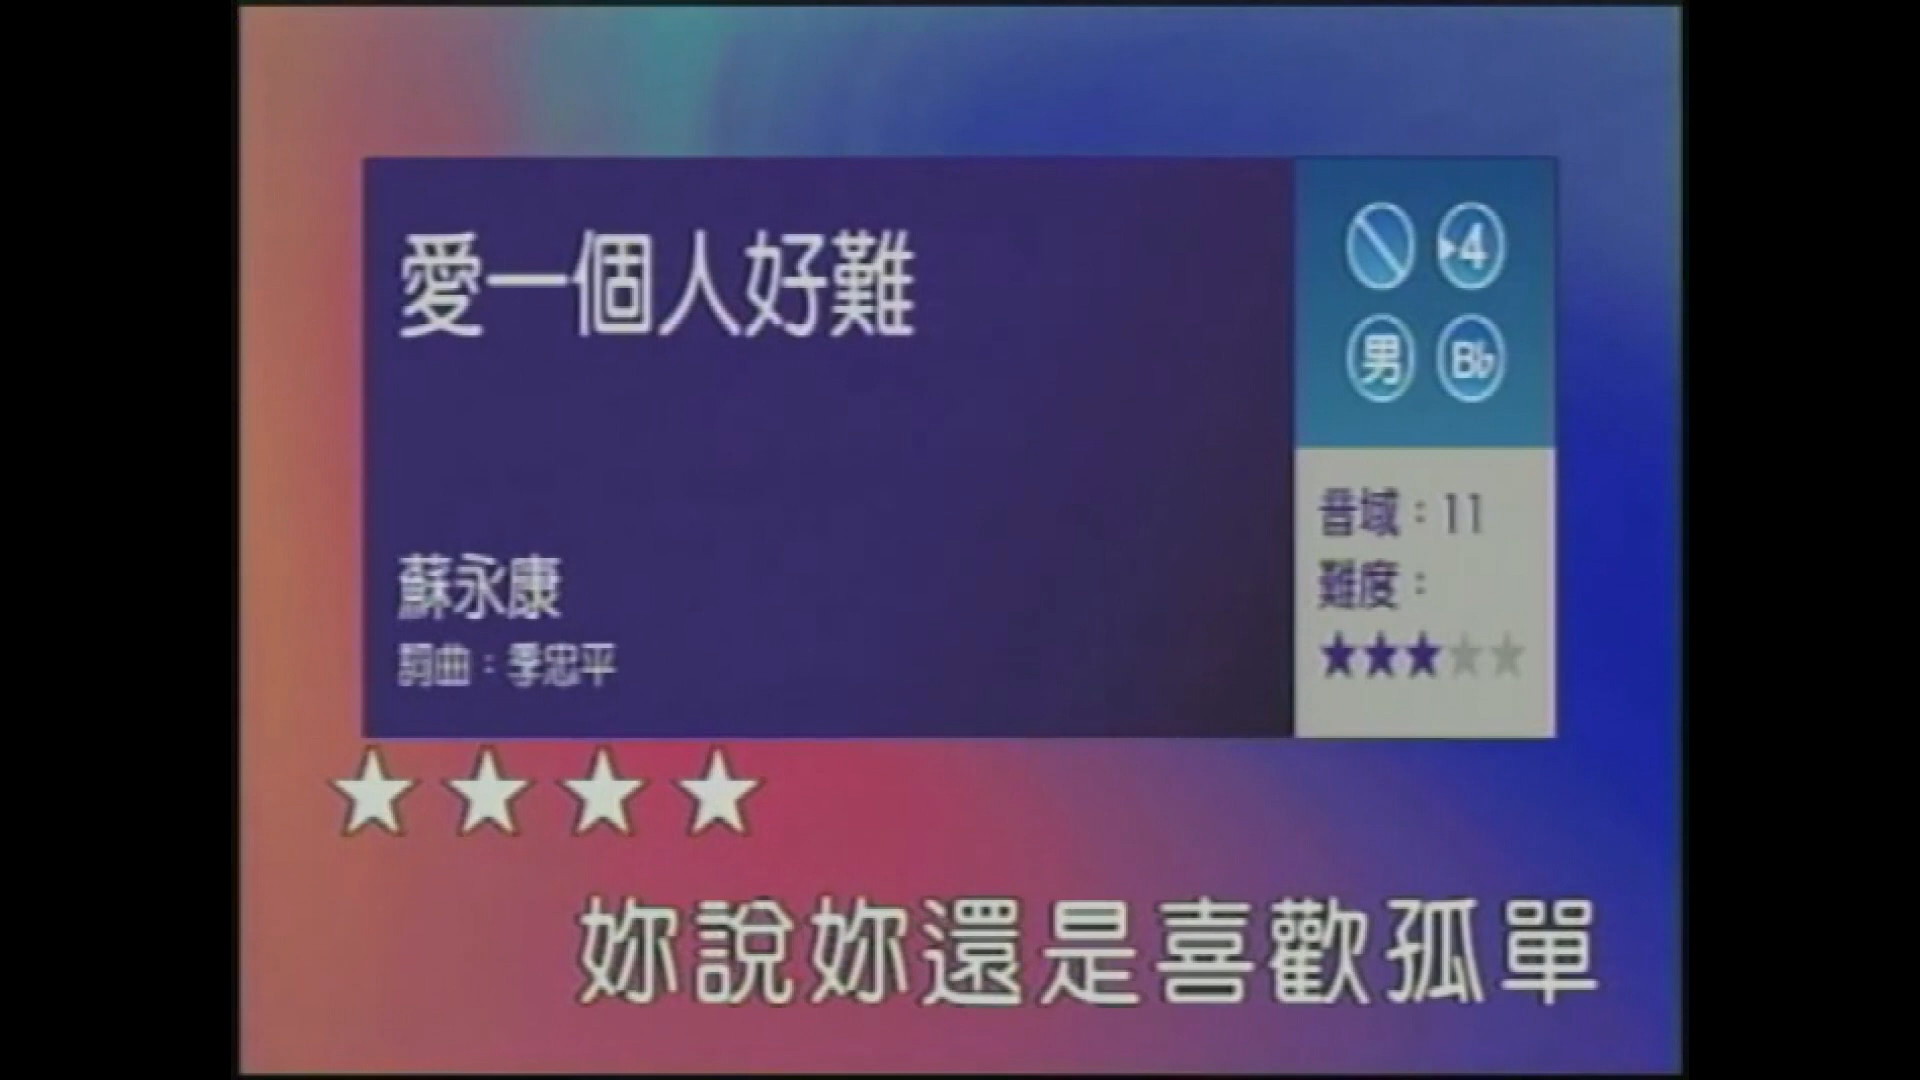 愛一個人好難
蘇永康
詞曲：季忠平
4
男 B♭
音域：11
難度：
★★★★★
★★★★
妳說妳還是喜歡孤單